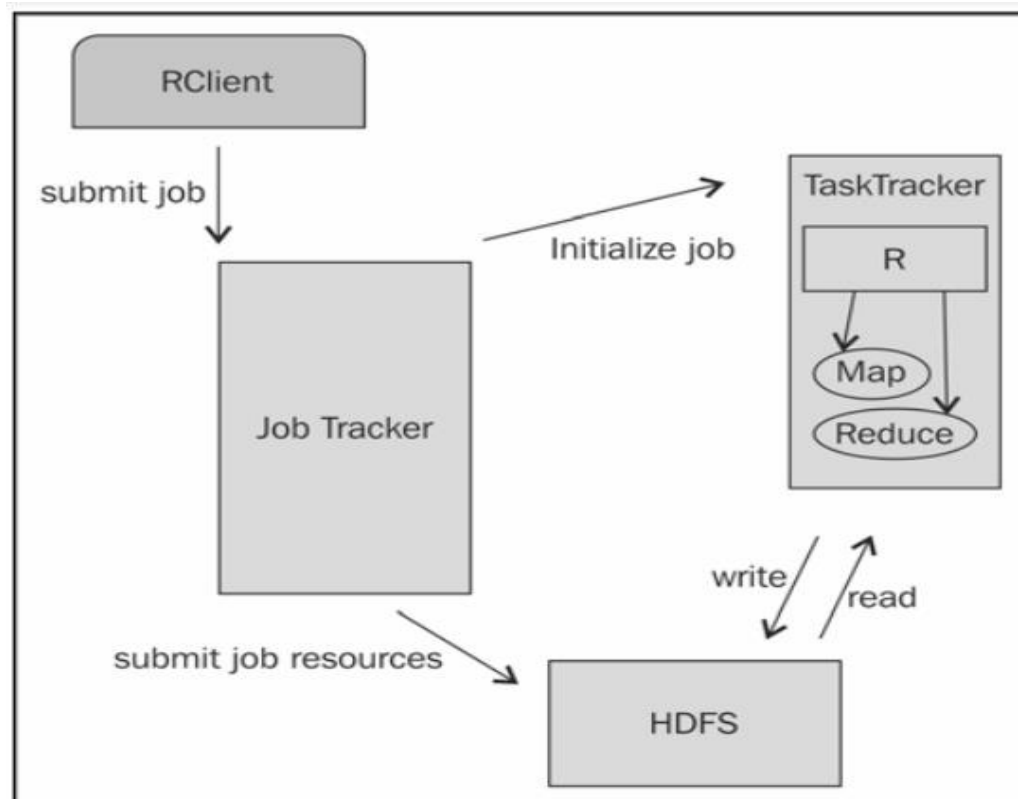 RClient
submit job
TaskTracker
Initialize job
R
Map
Job Tracker
Reduce
write
read
submit job resources
HDFS